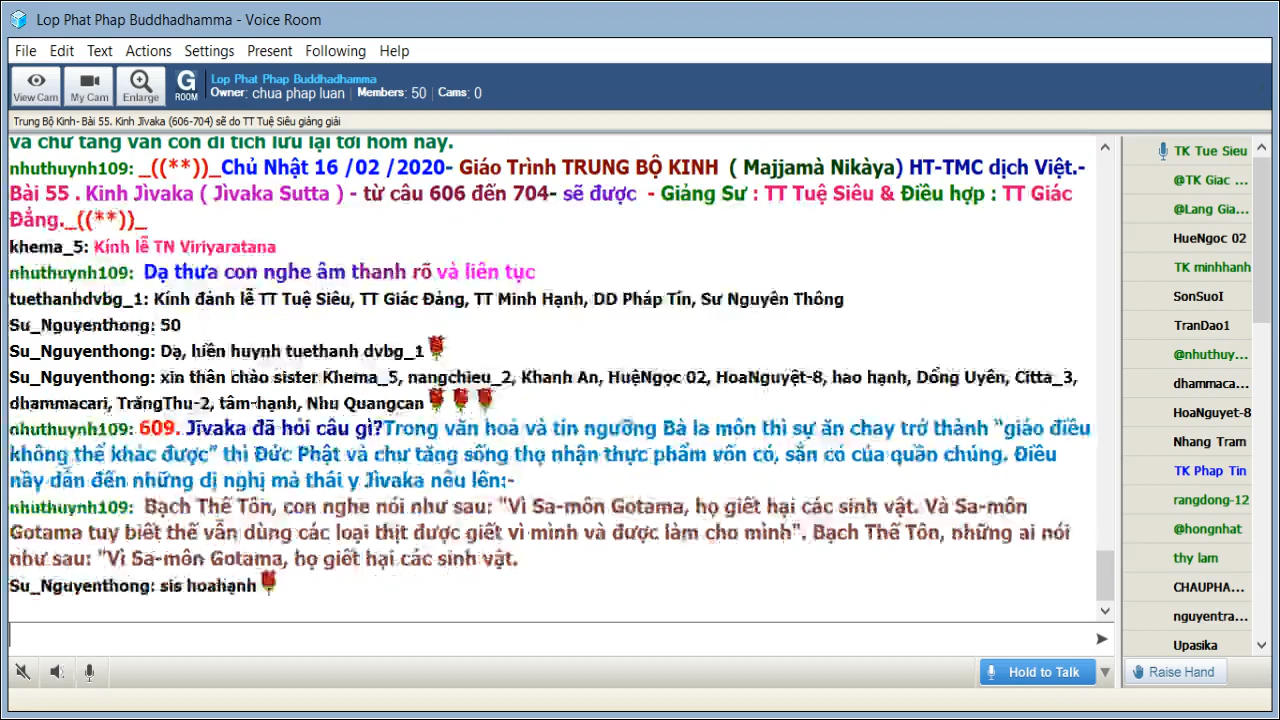 Lop Phat Phap Buddhadhamma - Voice Room
File Edit Text Actions Settings Present Following Help
View Cam My Cam Enlarge G ROOM
Lop Phat Phap Buddhadhamma
Owner: chua phap luan Members: 50 Cams: 0
Trung Bộ Kinh- Bài 55. Kinh Jivaka (606-704) sẽ do TT Tuệ Siêu giảng giải
và chư tăng vẫn còn di tích lưu lại tới hôm nay.
nhuthuynh109: _((**))_Chủ Nhật 16 /02 /2020- Giáo Trình TRUNG BỘ KINH ( Majjamà Nikàya) HT-TMC dịch Việt.-
Bài 55 . Kinh Jìvaka ( Jìvaka Sutta ) - từ câu 606 đến 704- sẽ được - Giảng Sư : TT Tuệ Siêu & Điều hợp : TT Giác
Đẳng._((**))_
khema_5: Kính lễ TN Viriyaratana
nhuthuynh109: Dạ thưa con nghe âm thanh rõ và liên tục
tuethanhdvbg_1: Kính đảnh lễ TT Tuệ Siêu, TT Giác Đẳng, TT Minh Hạnh, DD Pháp Tín, Sư Nguyên Thông
Su_Nguyenthong: 50
Su_Nguyenthong: Dạ, hiền huynh tuethanh dvbg_1
Su_Nguyenthong: xin thân chào sister Khema_5, nangchieu_2, Khanh An, HuệNgọc 02, HoaNguyệt-8, hao hạnh, Dổng Uyên, Citta_3,
dhammacari, TrăngThu-2, tâm-hạnh, Nhu Quangcan
nhuthuynh109: 609. Jivaka đã hỏi câu gì?Trong văn hoá và tín ngưỡng Bà la môn thì sự ăn chay trở thành “giáo điều
không thể khác được” thì Đức Phật và chư tăng sống thọ nhận thực phẩm vốn có, sẳn có của quần chúng. Điều
nầy dẫn đến những dị nghị mà thái y Jìvaka nêu lên:-
nhuthuynh109: Bạch Thế Tôn, con nghe nói như sau: "Vì Sa-môn Gotama, họ giết hại các sinh vật. Và Sa-môn
Gotama tuy biết thế vẫn dùng các loại thịt được giết vì mình và được làm cho mình". Bạch Thế Tôn, những ai nói
như sau: "Vì Sa-môn Gotama, họ giết hại các sinh vật.
Su_Nguyenthong: sis hoahạnh
Hold to Talk
TK Tue Sieu
@TK Giac ...
@Lang Gia...
HueNgoc 02
TK minhhanh
SonSuoI
TranDao1
@nhuthuy...
dhammaca...
HoaNguyet-8
Nhang Tram
TK Phap Tin
rangdong-12
@hongnhat
thy lam
CHAUPHA...
nguyentra...
Upasika
Raise Hand